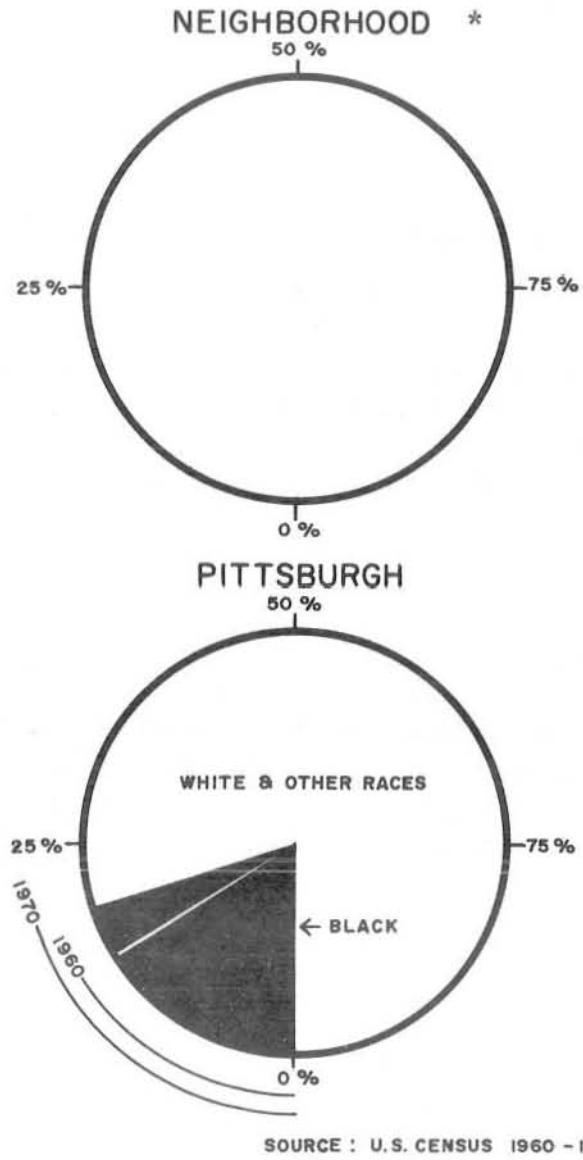 NEIGHBORHOOD *
50 %
25 %
75 %
0 %
PITTSBURGH
50 %
WHITE & OTHER RACES
25 %
75 %
1970
1960
← BLACK
0 %
SOURCE : U.S. CENSUS 1960 - 1